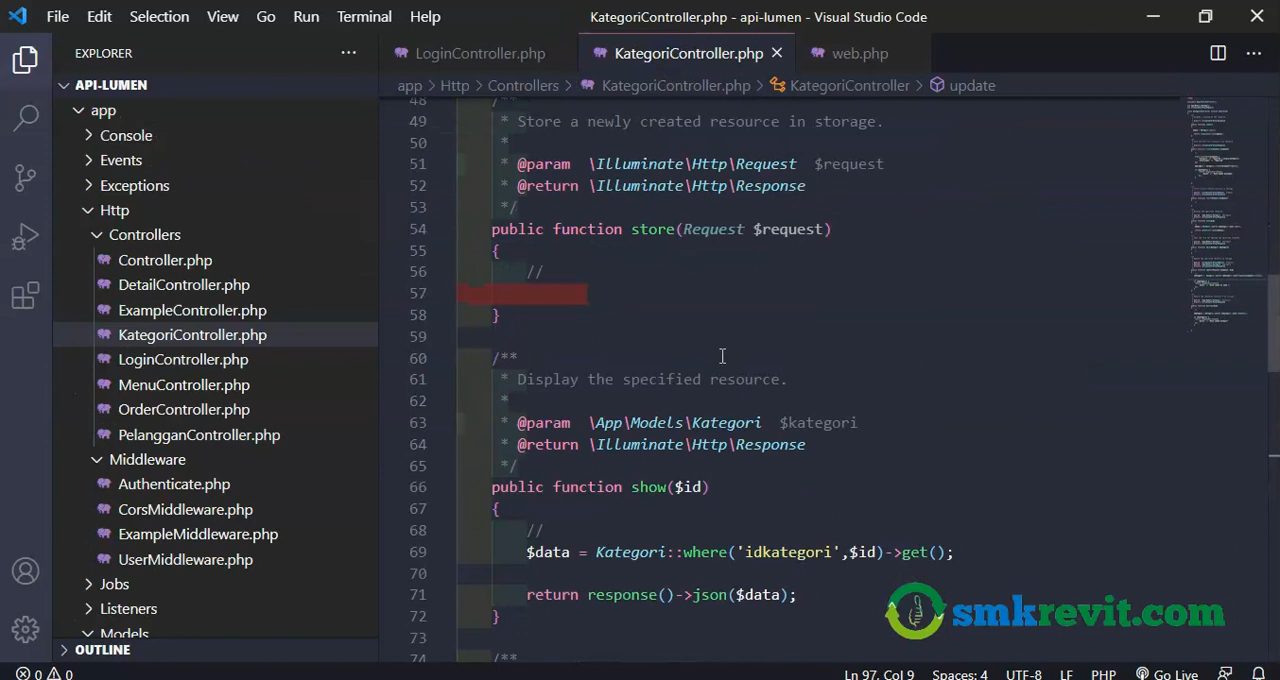 File Edit Selection View Go Run Terminal Help KategoriController.php - api-lumen - Visual Studio Code
EXPLORER
API-LUMEN
app
Console
Events
Exceptions
Http
Controllers
Controller.php
DetailController.php
ExampleController.php
KategoriController.php
LoginController.php
MenuController.php
OrderController.php
PelangganController.php
Middleware
Authenticate.php
CorsMiddleware.php
ExampleMiddleware.php
UserMiddleware.php
Jobs
Listeners
Models
OUTLINE
LoginController.php KategoriController.php web.php
app > Http > Controllers > KategoriController.php > KategoriController > update
48 /**
49 * Store a newly created resource in storage.
50 *
51 * @param \Illuminate\Http\Request $request
52 * @return \Illuminate\Http\Response
53 */
54 public function store(Request $request)
55 {
56 //
57
58 }
59
60 /**
61 * Display the specified resource.
62 *
63 * @param \App\Models\Kategori $kategori
64 * @return \Illuminate\Http\Response
65 */
66 public function show($id)
67 {
68 //
69 $data = Kategori::where('idkategori',$id)->get();
70
71 return response()->json($data);
72 }
73
74 /**
smkrevit.com
0 0 Ln 97, Col 9 Spaces: 4 UTF-8 LF PHP Go Live